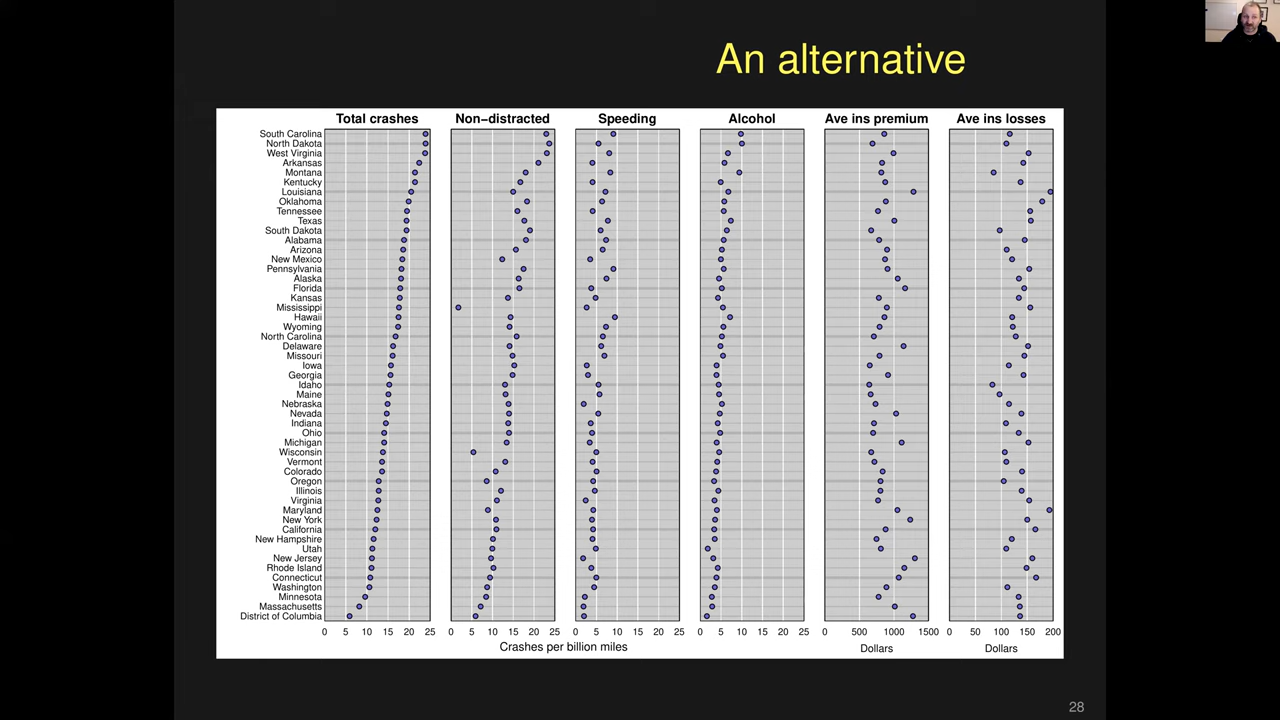 An alternative
Total crashes Non-distracted Speeding Alcohol Ave ins premium Ave ins losses
South Carolina
North Dakota
West Virginia
Arkansas
Montana
Kentucky
Louisiana
Oklahoma
Tennessee
Texas
South Dakota
Alabama
Arizona
New Mexico
Pennsylvania
Alaska
Florida
Kansas
Mississippi
Hawaii
Wyoming
North Carolina
Delaware
Missouri
Iowa
Georgia
Idaho
Maine
Nebraska
Nevada
Indiana
Ohio
Michigan
Wisconsin
Vermont
Colorado
Oregon
Illinois
Virginia
Maryland
New York
California
New Hampshire
Utah
New Jersey
Rhode Island
Connecticut
Washington
Minnesota
Massachusetts
District of Columbia
0 5 10 15 20 25 0 5 10 15 20 25 0 5 10 15 20 25 0 5 10 15 20 25 0 500 1000 1500 0 50 100 150 200
Crashes per billion miles Dollars Dollars
28